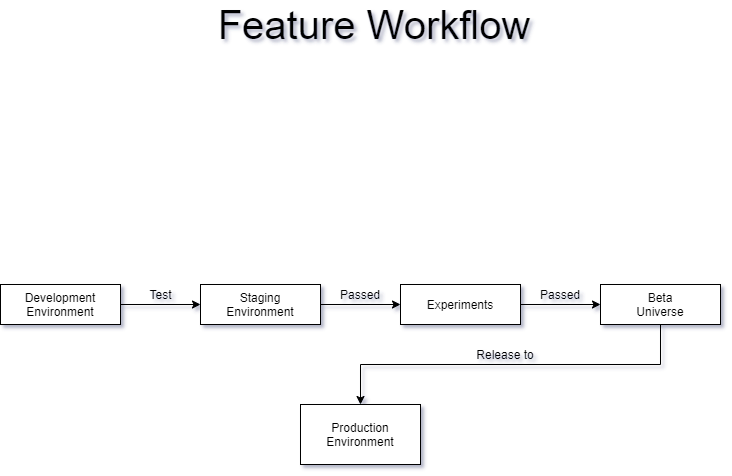 Feature Workflow
Development
Environment
Test
Staging
Environment
Passed
Experiments
Passed
Beta
Universe
Release to
Production
Environment